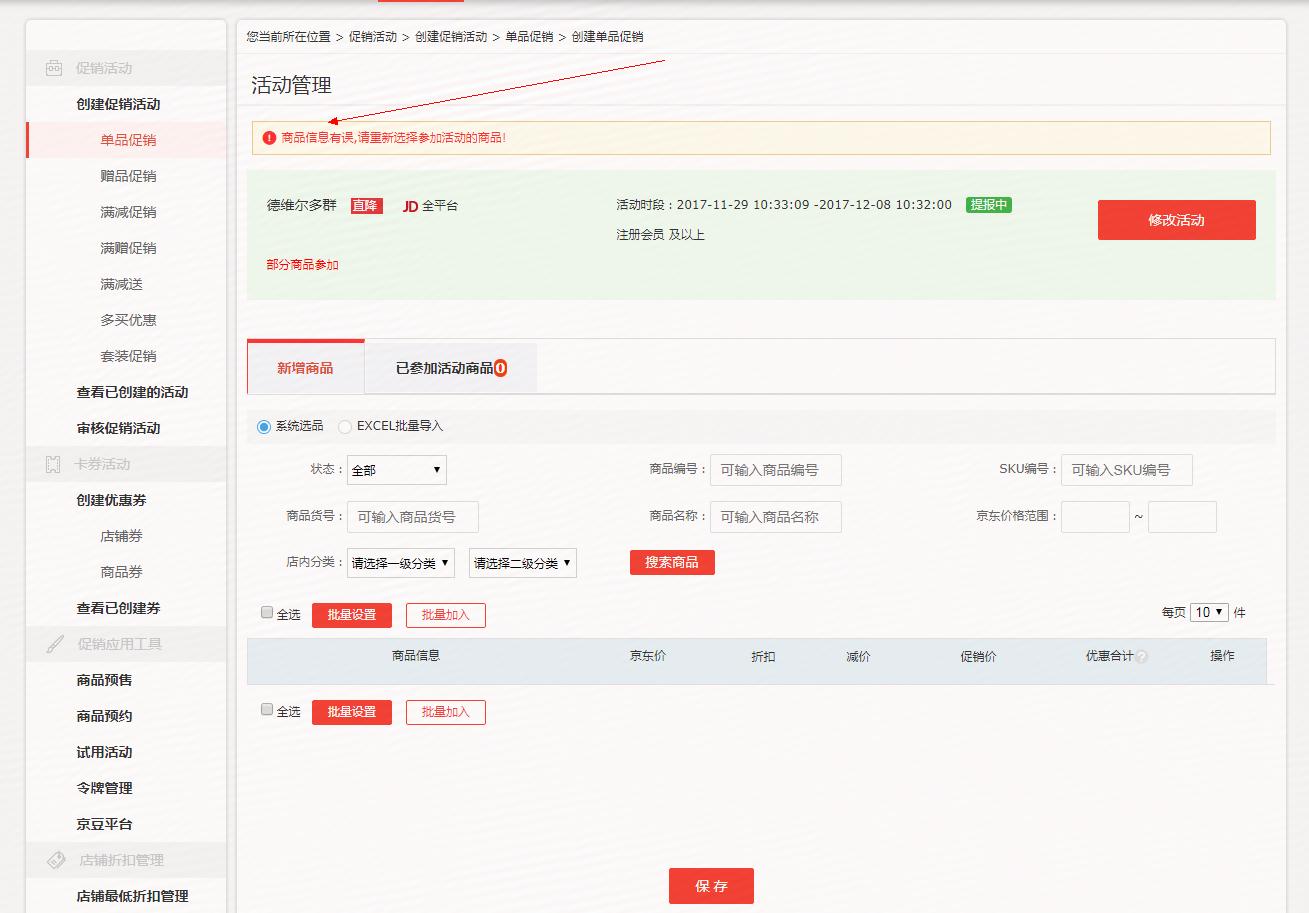 您当前所在位置 > 促销活动 > 创建促销活动 > 单品促销 > 创建单品促销
促销活动
创建促销活动
单品促销
赠品促销
满减促销
满赠促销
满减送
多买优惠
套装促销
查看已创建的活动
审核促销活动
卡券活动
创建优惠券
店铺券
商品券
查看已创建券
促销应用工具
商品预售
商品预约
试用活动
令牌管理
京豆平台
店铺折扣管理
店铺最低折扣管理
活动管理
商品信息有误,请重新选择参加活动的商品!
德维尔多群 直降 JD 全平台
活动时段：2017-11-29 10:33:09 -2017-12-08 10:32:00 提报中
注册会员 及以上
修改活动
部分商品参加
新增商品 已参加活动商品0
系统选品 EXCEL批量导入
状态： 全部 商品编号： 可输入商品编号 SKU编号： 可输入SKU编号
商品货号： 可输入商品货号 商品名称： 可输入商品名称 京东价格范围： ~
店内分类： 请选择一级分类 请选择二级分类 搜索商品
全选 批量设置 批量加入 每页 10 件
商品信息 京东价 折扣 减价 促销价 优惠合计? 操作
全选 批量设置 批量加入
保存